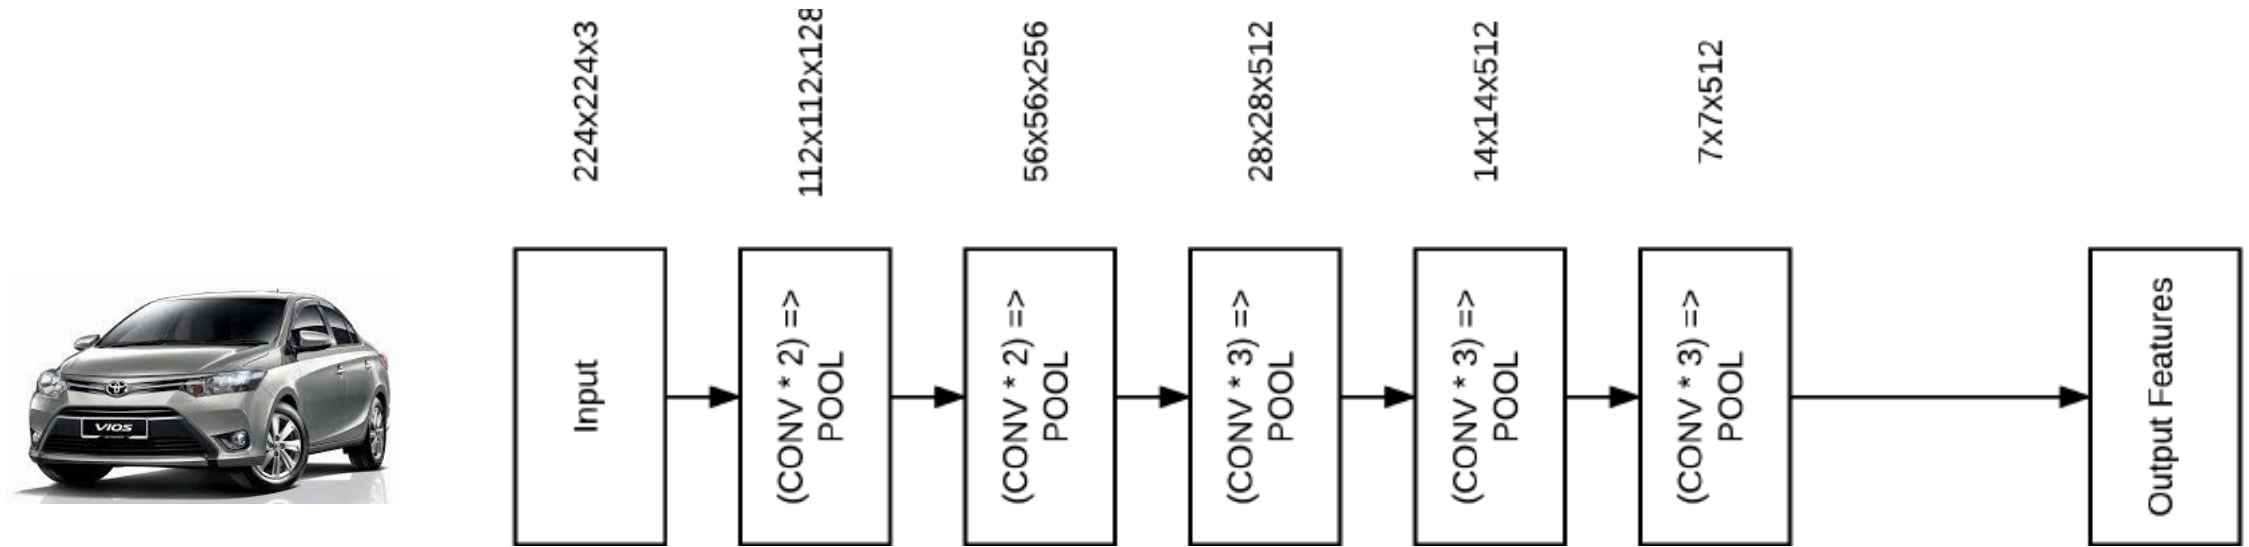 224x224x3
112x112x128
56x56x256
28x28x512
14x14x512
7x7x512
VIOS
Input
(CONV * 2) =>
POOL
(CONV * 2) =>
POOL
(CONV * 3) =>
POOL
(CONV * 3) =>
POOL
(CONV * 3) =>
POOL
Output Features